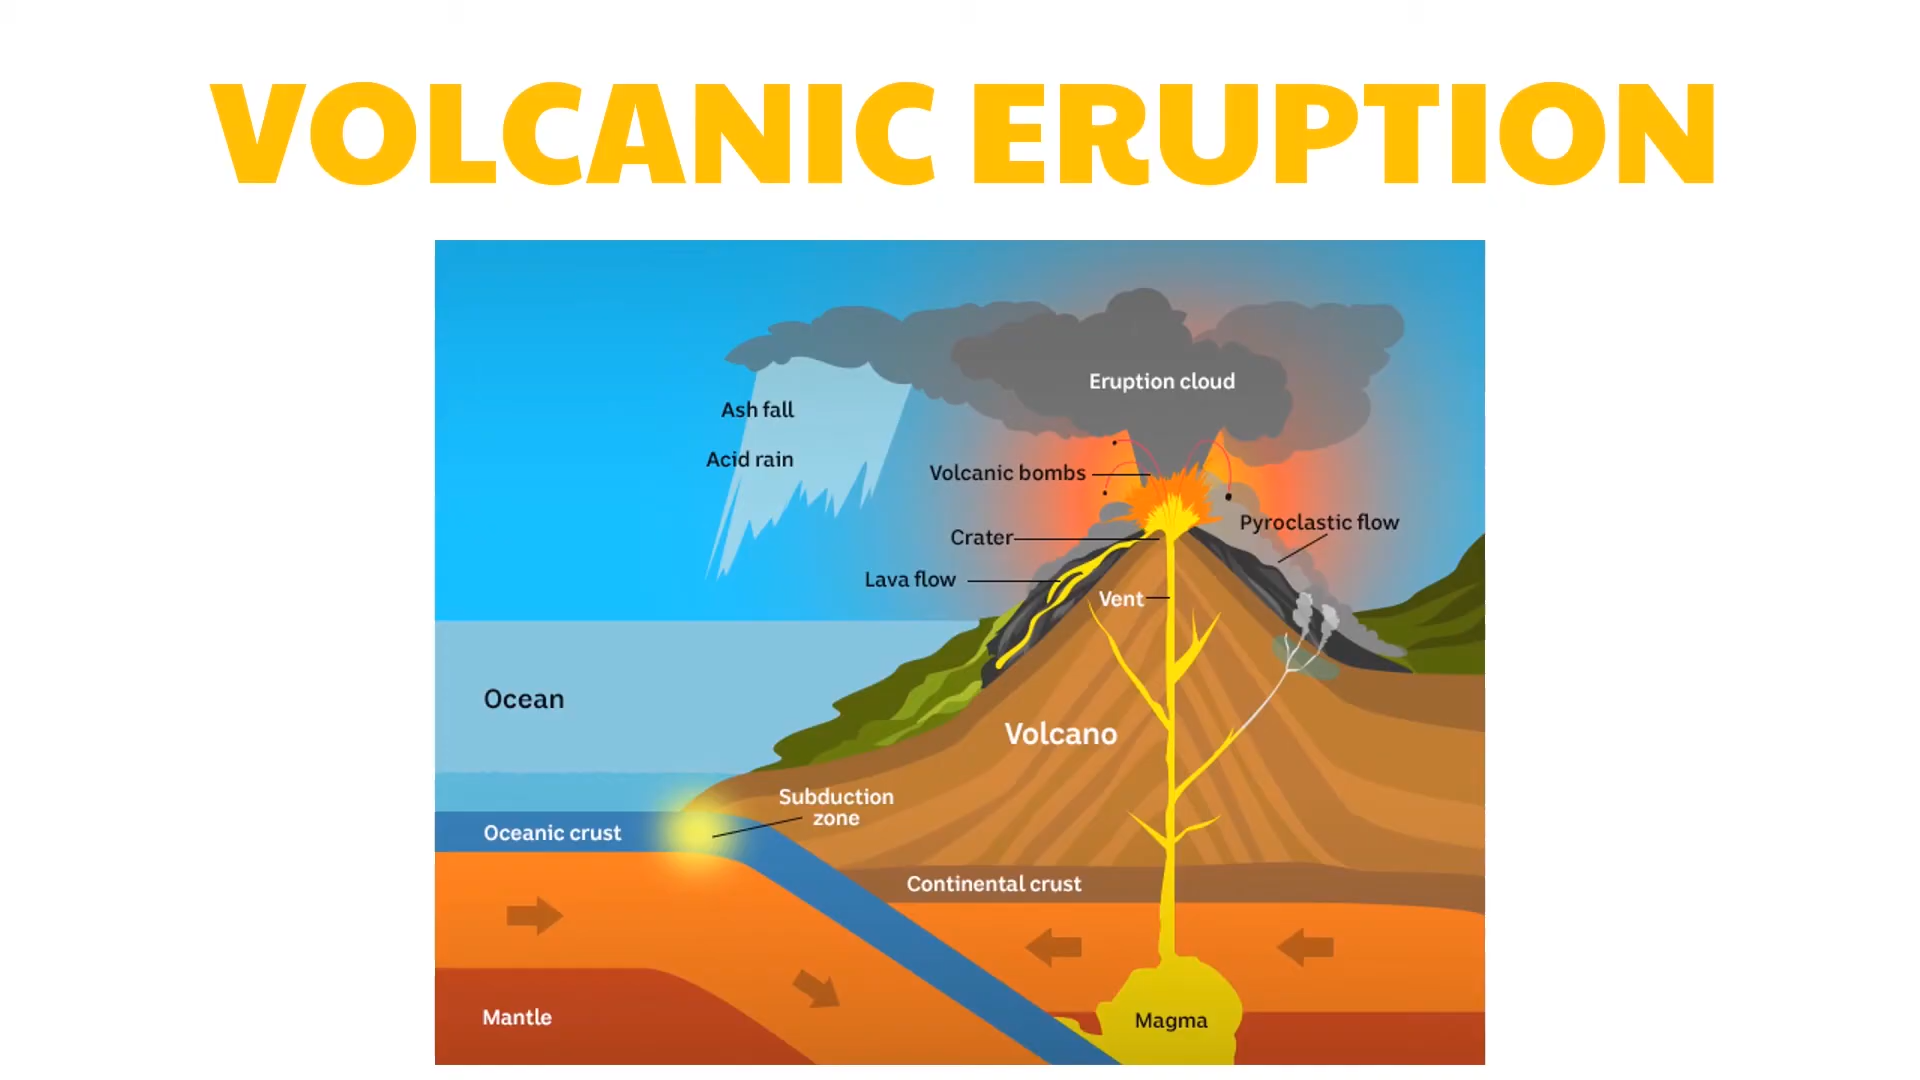 VOLCANIC ERUPTION
Eruption cloud
Ash fall
Acid rain
Volcanic bombs
Pyroclastic flow
Crater
Lava flow
Vent
Ocean
Volcano
Subduction
zone
Oceanic crust
Continental crust
Mantle
Magma